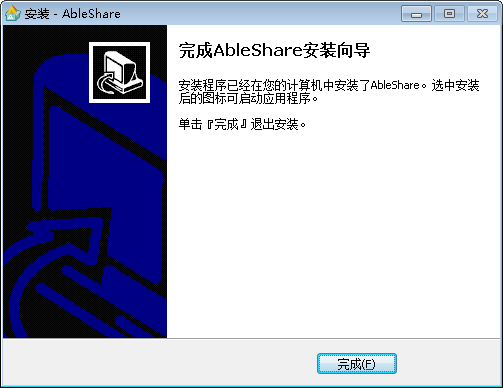 安装 - AbleShare
完成AbleShare安装向导
安装程序已经在您的计算机中安装了AbleShare。选中安装
后的图标可启动应用程序。
单击『完成』退出安装。
完成(F)